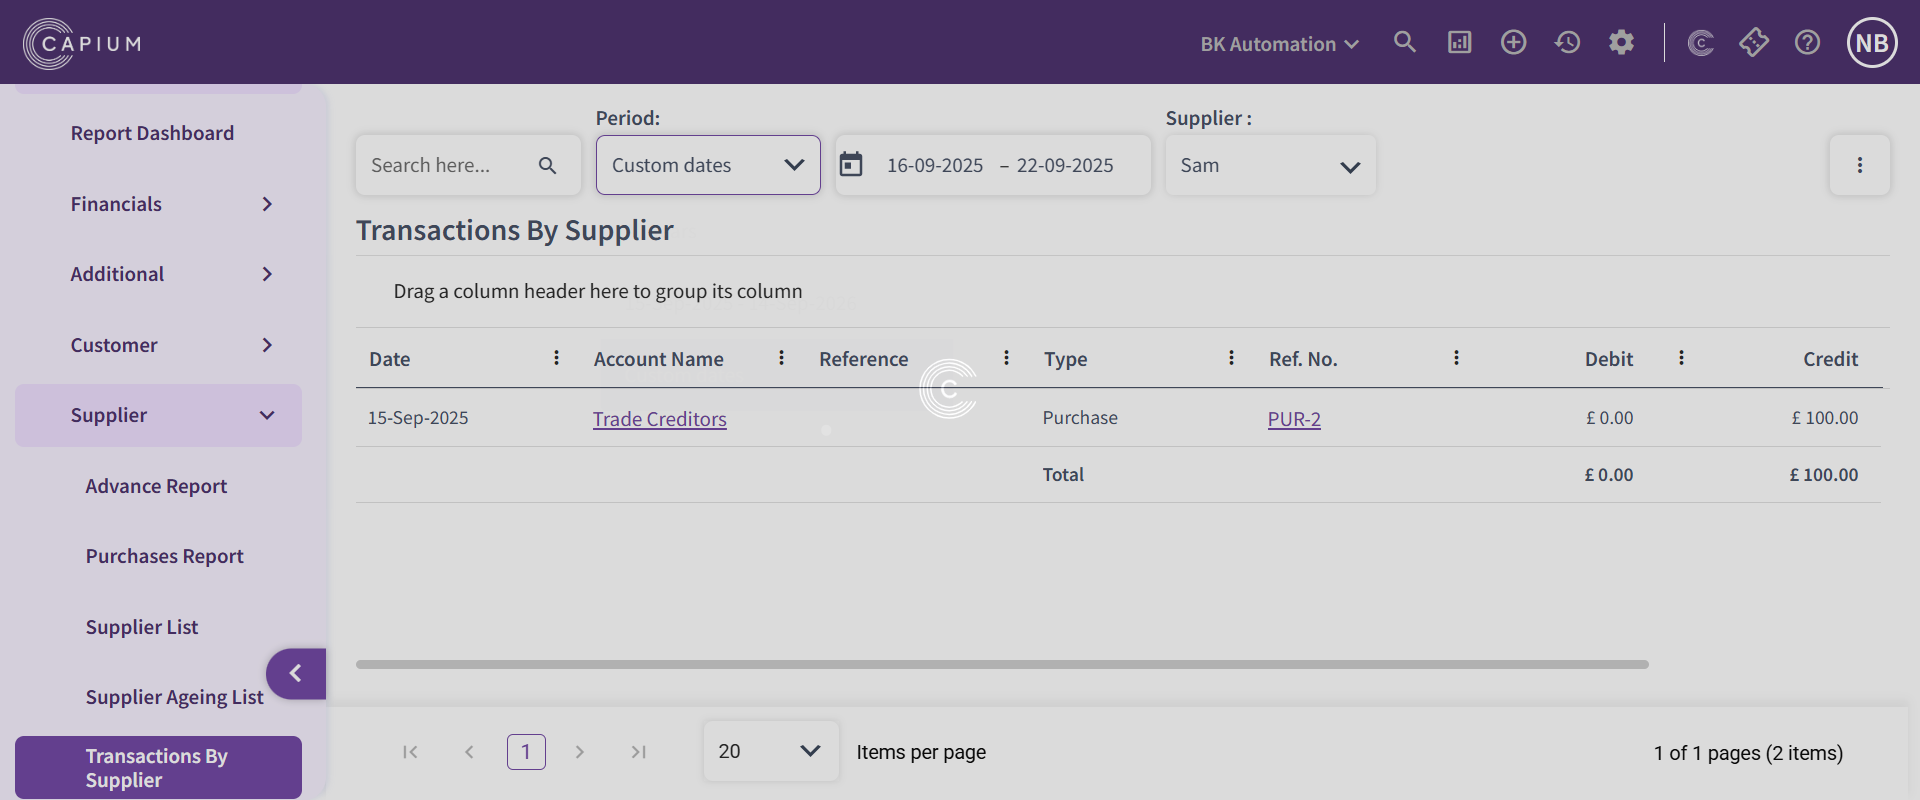 CAPIUM
BK Automation
NB
Report Dashboard
Financials
Additional
Customer
Supplier
Advance Report
Purchases Report
Supplier List
Supplier Ageing List
Transactions By
Supplier
Period:
Supplier :
Search here...
Custom dates
16-09-2025 – 22-09-2025
Sam
Transactions By Supplier
Drag a column header here to group its column
Date Account Name Reference Type Ref. No. Debit Credit
15-Sep-2025 Trade Creditors Purchase PUR-2 £ 0.00 £ 100.00
Total £ 0.00 £ 100.00
1 20 Items per page 1 of 1 pages (2 items)